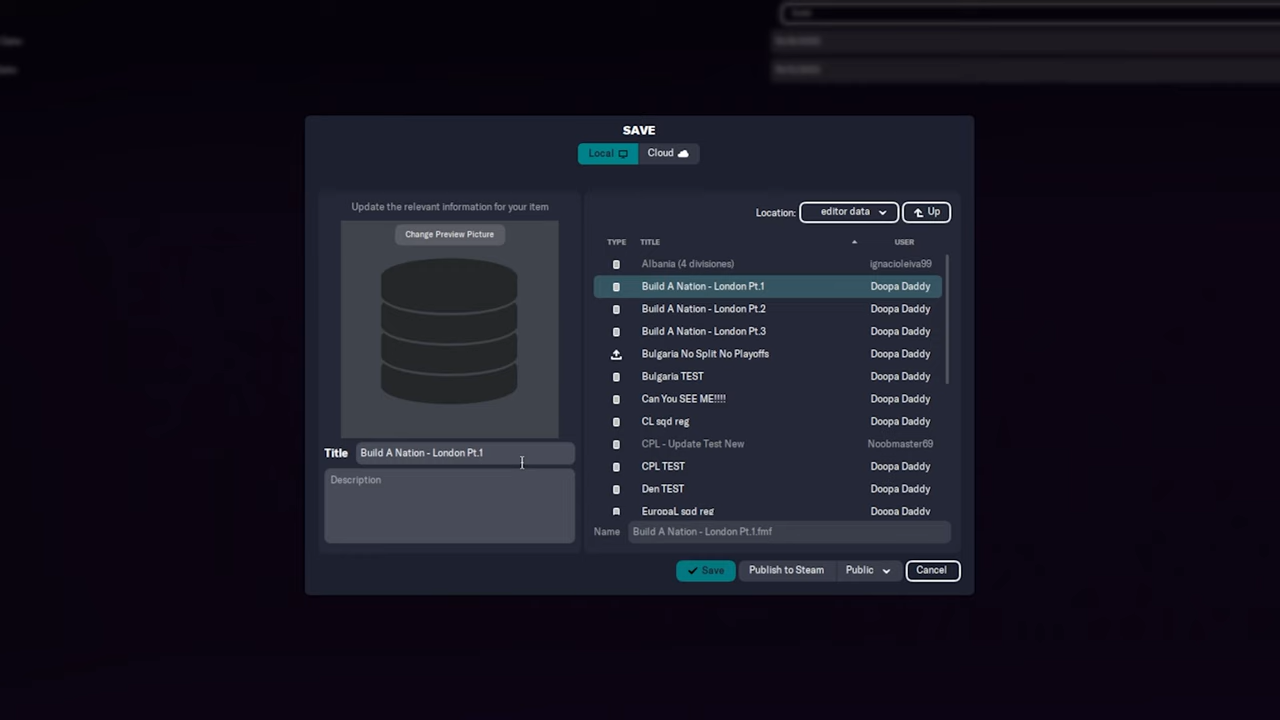 SAVE
Local
Cloud
Update the relevant information for your item
Change Preview Picture
Title Build A Nation - London Pt.1
Description
Location: editor data Up
TYPE TITLE USER
Albania (4 divisiones) ignacioleiva99
Build A Nation - London Pt.1 Doopa Daddy
Build A Nation - London Pt.2 Doopa Daddy
Build A Nation - London Pt.3 Doopa Daddy
Bulgaria No Split No Playoffs Doopa Daddy
Bulgaria TEST Doopa Daddy
Can You SEE ME!!!! Doopa Daddy
CL sqd reg Doopa Daddy
CPL - Update Test New Noobmaster69
CPL TEST Doopa Daddy
Den TEST Doopa Daddy
EuropaL sqd reg Doopa Daddy
Name Build A Nation - London Pt.1.fmf
Save Publish to Steam Public Cancel